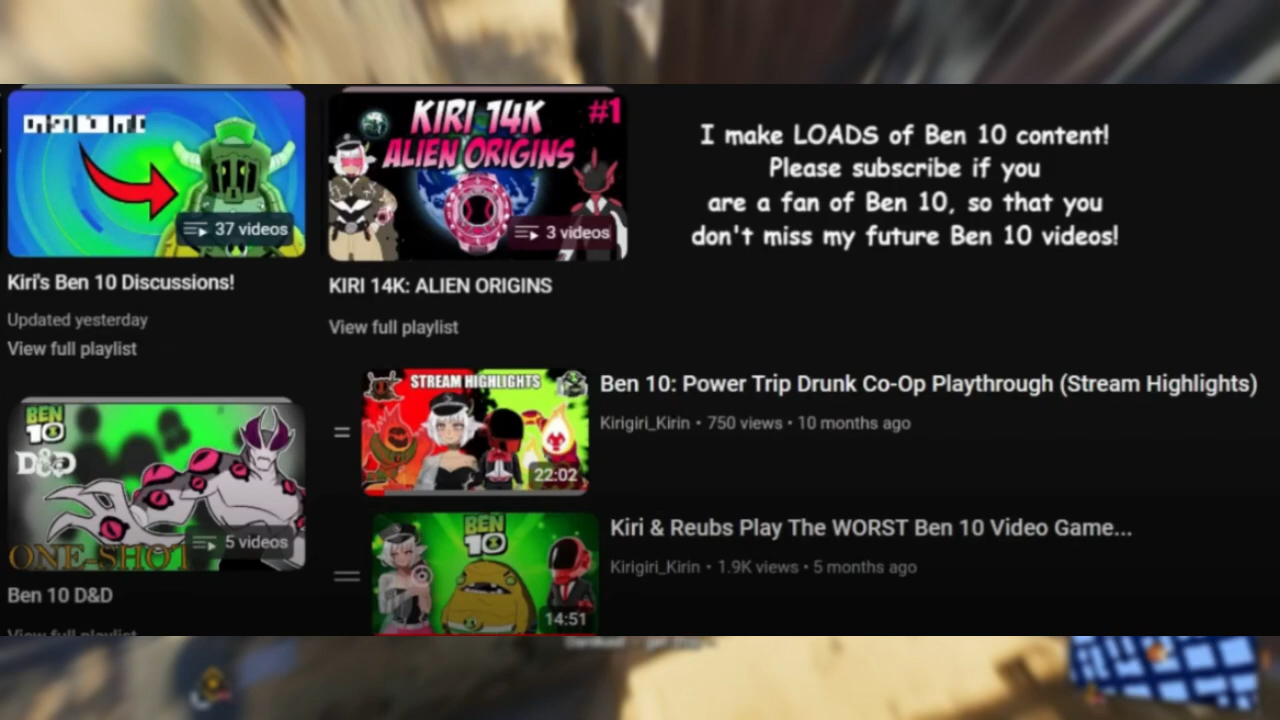 37 videos
Kiri's Ben 10 Discussions!
Updated yesterday
View full playlist
KIRI 14K
#1
ALIEN ORIGINS
3 videos
KIRI 14K: ALIEN ORIGINS
View full playlist
I make LOADS of Ben 10 content!
Please subscribe if you
are a fan of Ben 10, so that you
don't miss my future Ben 10 videos!
BEN
10
D&D
ONE-SHOT
5 videos
Ben 10 D&D
View full playlist
STREAM HIGHLIGHTS
22:02
Ben 10: Power Trip Drunk Co-Op Playthrough (Stream Highlights)
Kirigiri_Kirin • 750 views • 10 months ago
BEN
10
14:51
Kiri & Reubs Play The WORST Ben 10 Video Game...
Kirigiri_Kirin • 1.9K views • 5 months ago